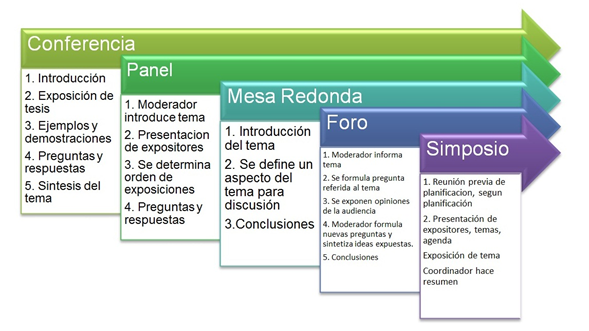 Conferencia
1. Introducción
2. Exposición de
tesis
3. Ejemplos y
demostraciones
4. Preguntas y
respuestas
5. Sintesis del
tema
Panel
1. Moderador
introduce tema
2. Presentacion
de expositores
3. Se determina
orden de
exposiciones
4. Preguntas y
respuestas
Mesa Redonda
1. Introducción
del tema
2. Se define un
aspecto del
tema para
discusión
3.Conclusiones
Foro
1. Moderador informa
tema
2. Se formula pregunta
referida al tema
3. Se exponen opiniones
de la audiencia
4. Moderador formula
nuevas preguntas y
sintetiza ideas expuestas.
5. Conclusiones
Simposio
1. Reunión previa de
planificacion, segun
planificación
2. Presentación de
expositores, temas,
agenda
Exposición de tema
Coordinador hace
resumen